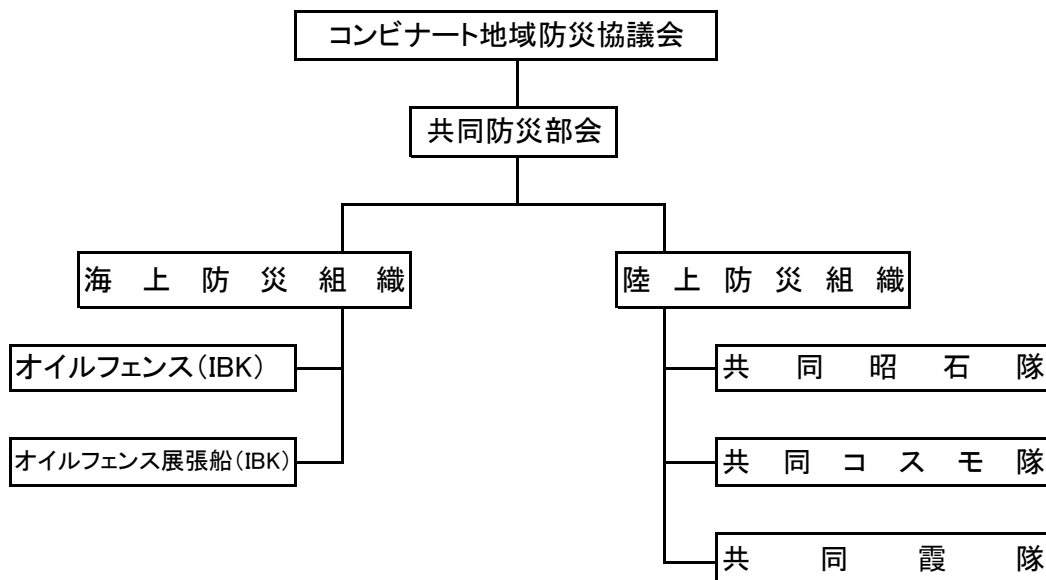 コンビナート地域防災協議会
共同防災部会
海上防災組織
陸上防災組織
オイルフェンス(IBK)
共同昭石隊
オイルフェンス展張船(IBK)
共同コスモ隊
共同霞隊